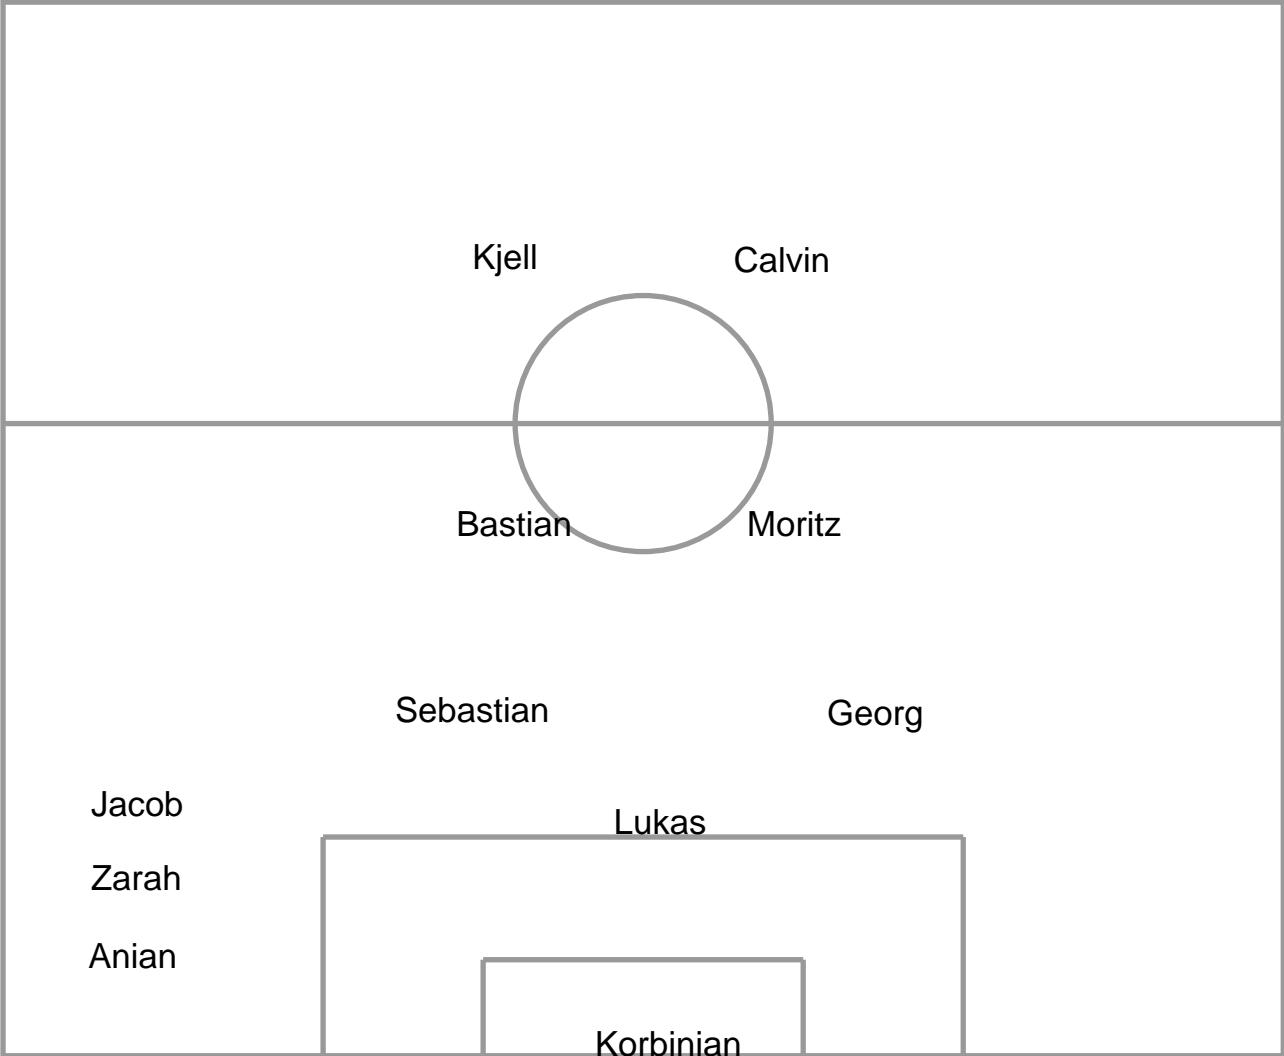 Kjell
Calvin
Bastian
Moritz
Sebastian
Georg
Jacob
Lukas
Zarah
Anian
Korbinian